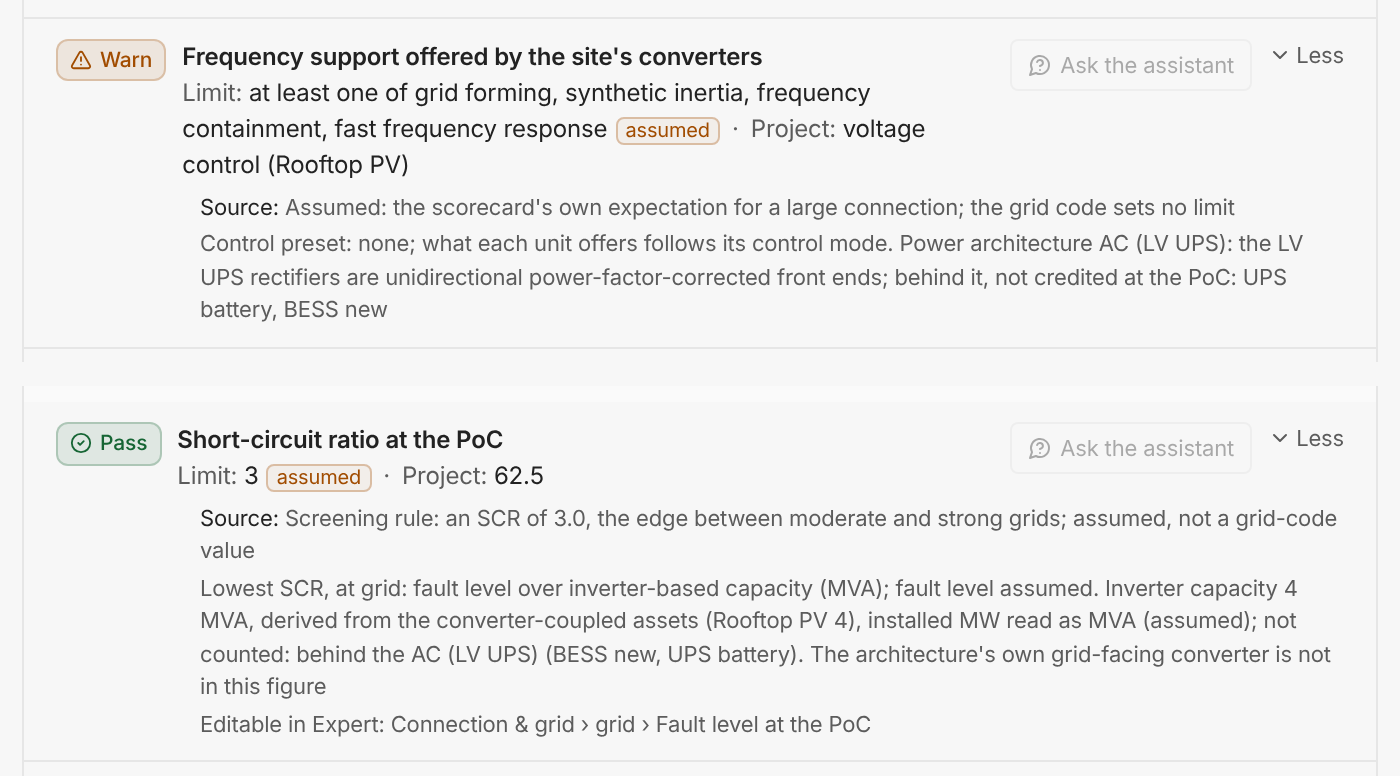 Warn
Frequency support offered by the site's converters
Ask the assistant
Less
Limit: at least one of grid forming, synthetic inertia, frequency
containment, fast frequency response assumed · Project: voltage
control (Rooftop PV)
Source: Assumed: the scorecard's own expectation for a large connection; the grid code sets no limit
Control preset: none; what each unit offers follows its control mode. Power architecture AC (LV UPS): the LV
UPS rectifiers are unidirectional power-factor-corrected front ends; behind it, not credited at the PoC: UPS
battery, BESS new
Pass
Short-circuit ratio at the PoC
Ask the assistant
Less
Limit: 3 assumed · Project: 62.5
Source: Screening rule: an SCR of 3.0, the edge between moderate and strong grids; assumed, not a grid-code
value
Lowest SCR, at grid: fault level over inverter-based capacity (MVA); fault level assumed. Inverter capacity 4
MVA, derived from the converter-coupled assets (Rooftop PV 4), installed MW read as MVA (assumed); not
counted: behind the AC (LV UPS) (BESS new, UPS battery). The architecture's own grid-facing converter is not
in this figure
Editable in Expert: Connection & grid › grid › Fault level at the PoC